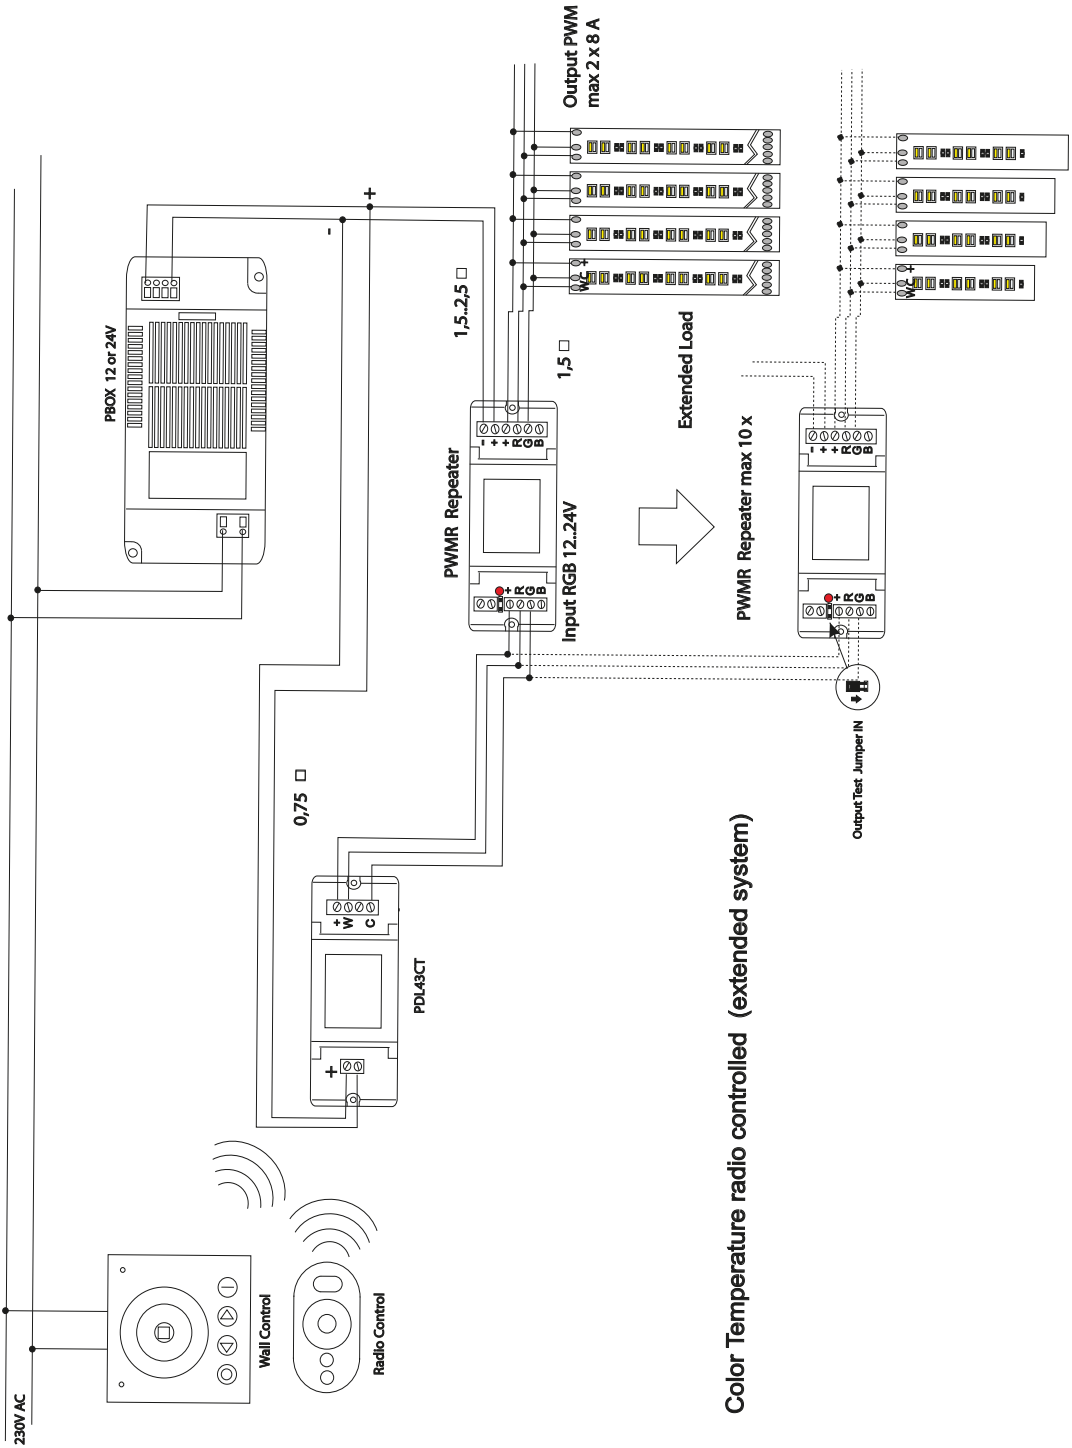 230V AC
Wall Control
Radio Control
PBOX 12 or 24V
-
+
0,75 □
+
+
W
C
PDL43CT
1,5..2,5 □
PWMR Repeater
+
R
G
B
-
+
+
R
G
B
Input RGB 12..24V
1,5 □
Output PWM
max 2 x 8 A
WC +
Extended Load
PWMR Repeater max 10 x
+
R
G
B
-
+
+
R
G
B
WC +
Output Test Jumper IN
Color Temperature radio controlled (extended system)